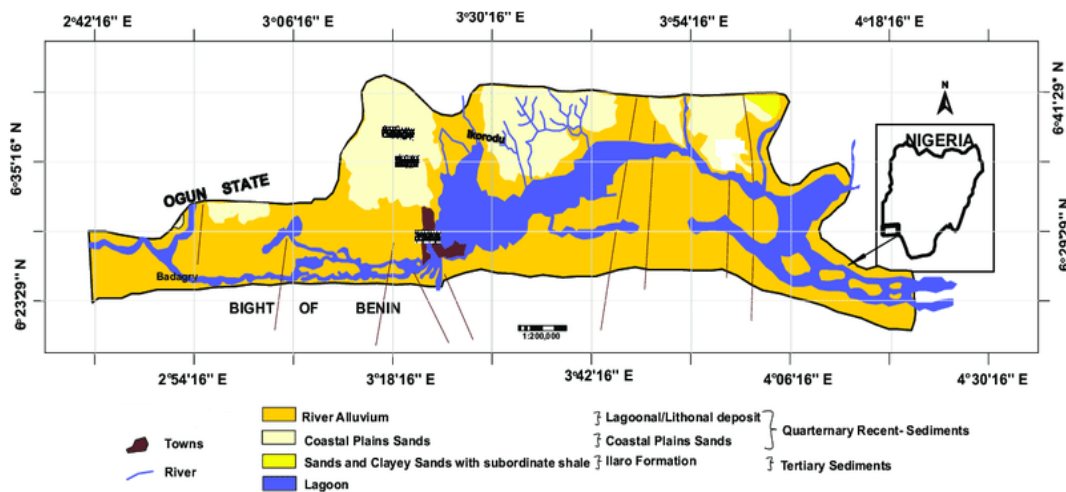 2°42'16'' E
3°06'16'' E
3°30'16'' E
3°54'16'' E
4°18'16'' E
6°41'29'' N
6°35'16'' N
6°29'29'' N
6°23'29'' N
N
NIGERIA
Ikorodu
OGUN STATE
Badagry
BIGHT OF BENIN
1:200,000
2°54'16'' E
3°18'16'' E
3°42'16'' E
4°06'16'' E
4°30'16'' E
Towns
River
River Alluvium
Coastal Plains Sands
Sands and Clayey Sands with subordinate shale
Lagoon
Lagoonal/Lithonal deposit
Coastal Plains Sands
Ilaro Formation
Quarternary Recent- Sediments
Tertiary Sediments